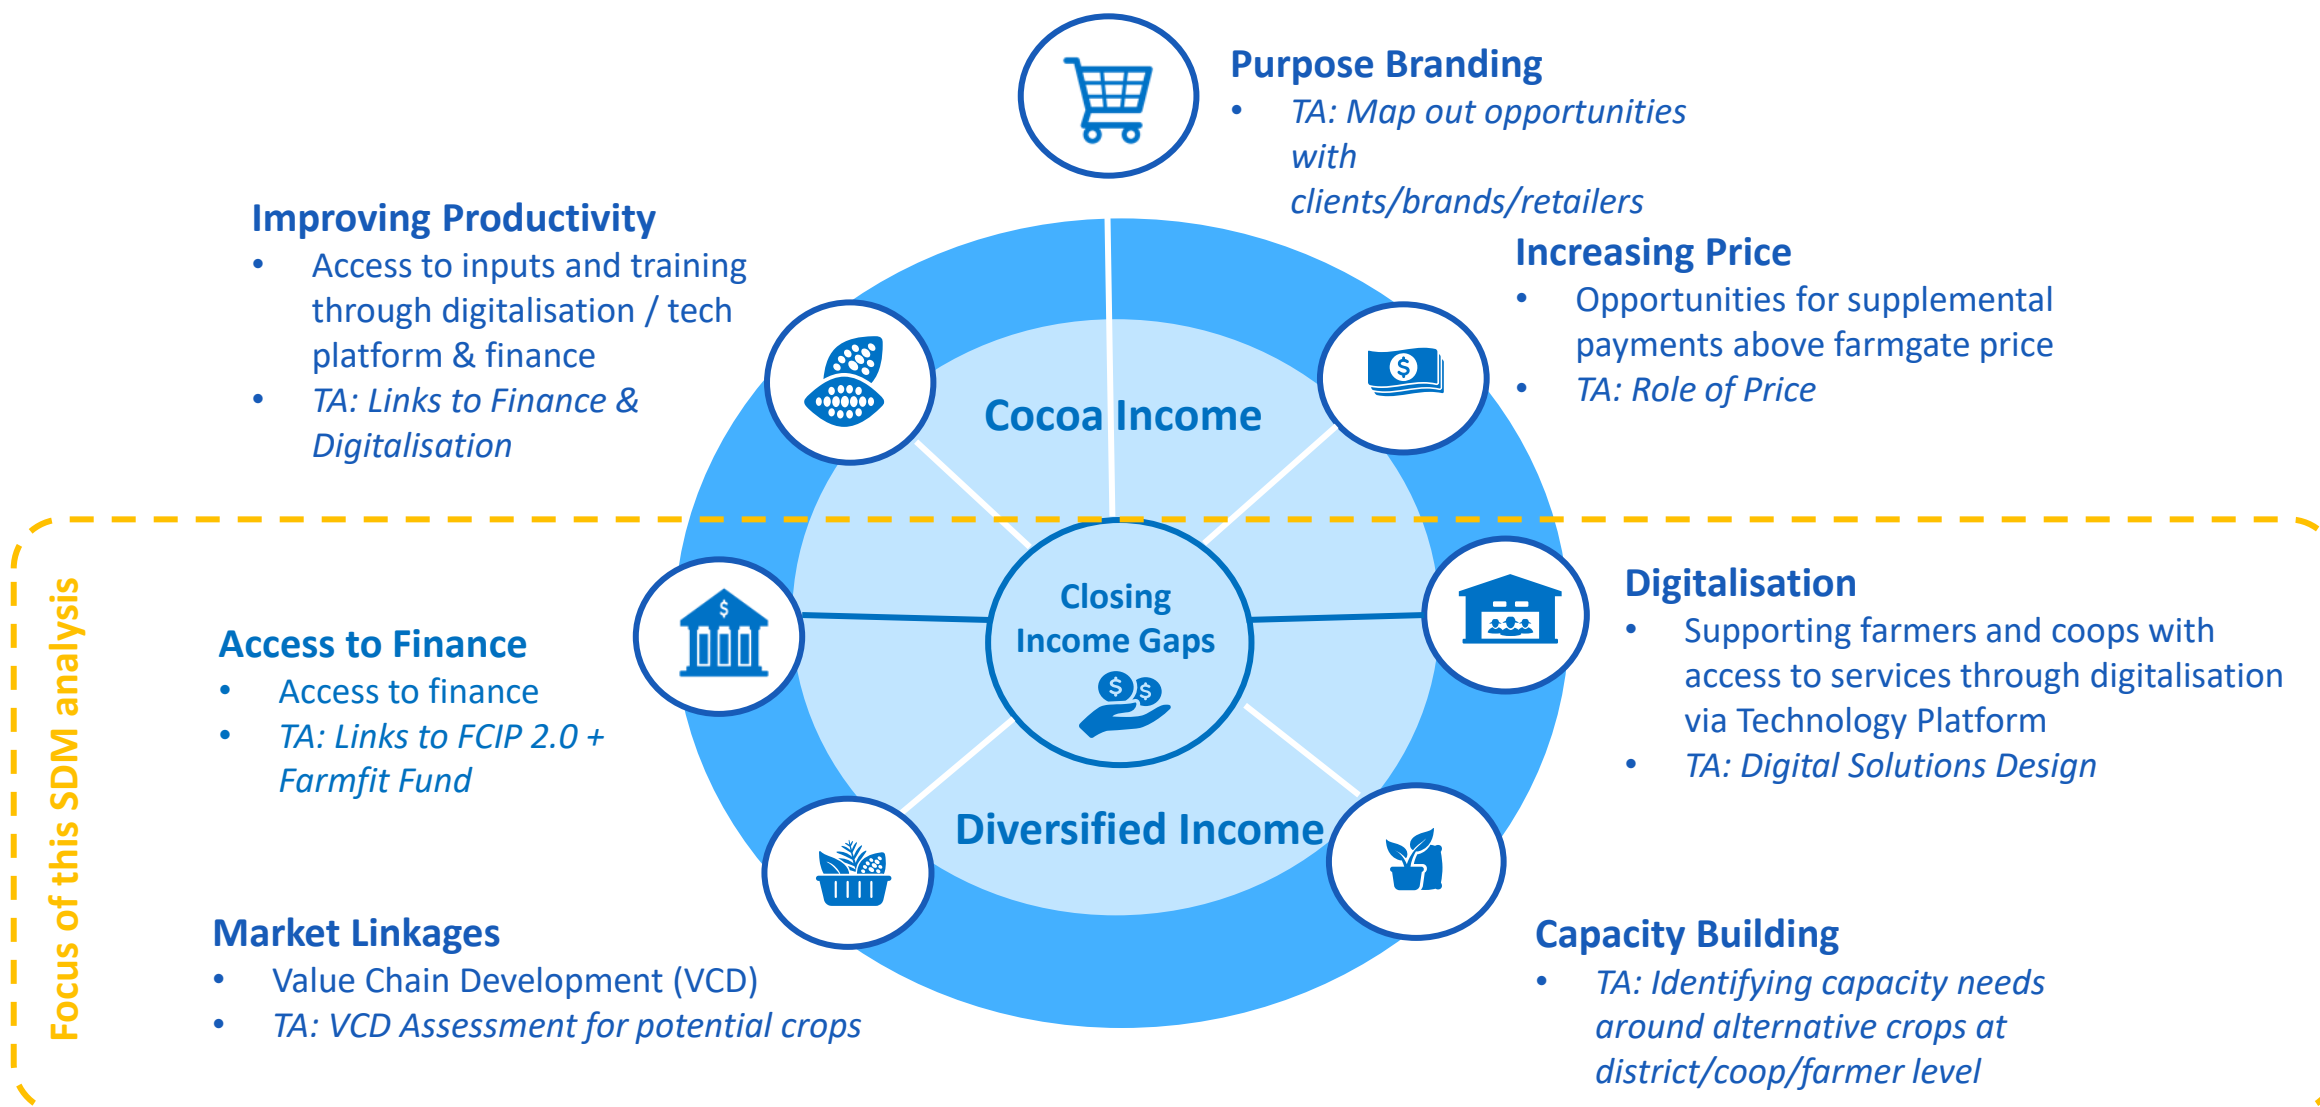 Purpose Branding
• TA: Map out opportunities
with
clients/brands/retailers
Improving Productivity
• Access to inputs and training
through digitalisation / tech
platform & finance
• TA: Links to Finance &
Digitalisation
Increasing Price
• Opportunities for supplemental
payments above farmgate price
• TA: Role of Price
Cocoa Income
Closing
Income Gaps
Diversified Income
Focus of this SDM analysis
Access to Finance
• Access to finance
• TA: Links to FCIP 2.0 +
Farmfit Fund
Digitalisation
• Supporting farmers and coops with
access to services through digitalisation
via Technology Platform
• TA: Digital Solutions Design
Market Linkages
• Value Chain Development (VCD)
• TA: VCD Assessment for potential crops
Capacity Building
• TA: Identifying capacity needs
around alternative crops at
district/coop/farmer level